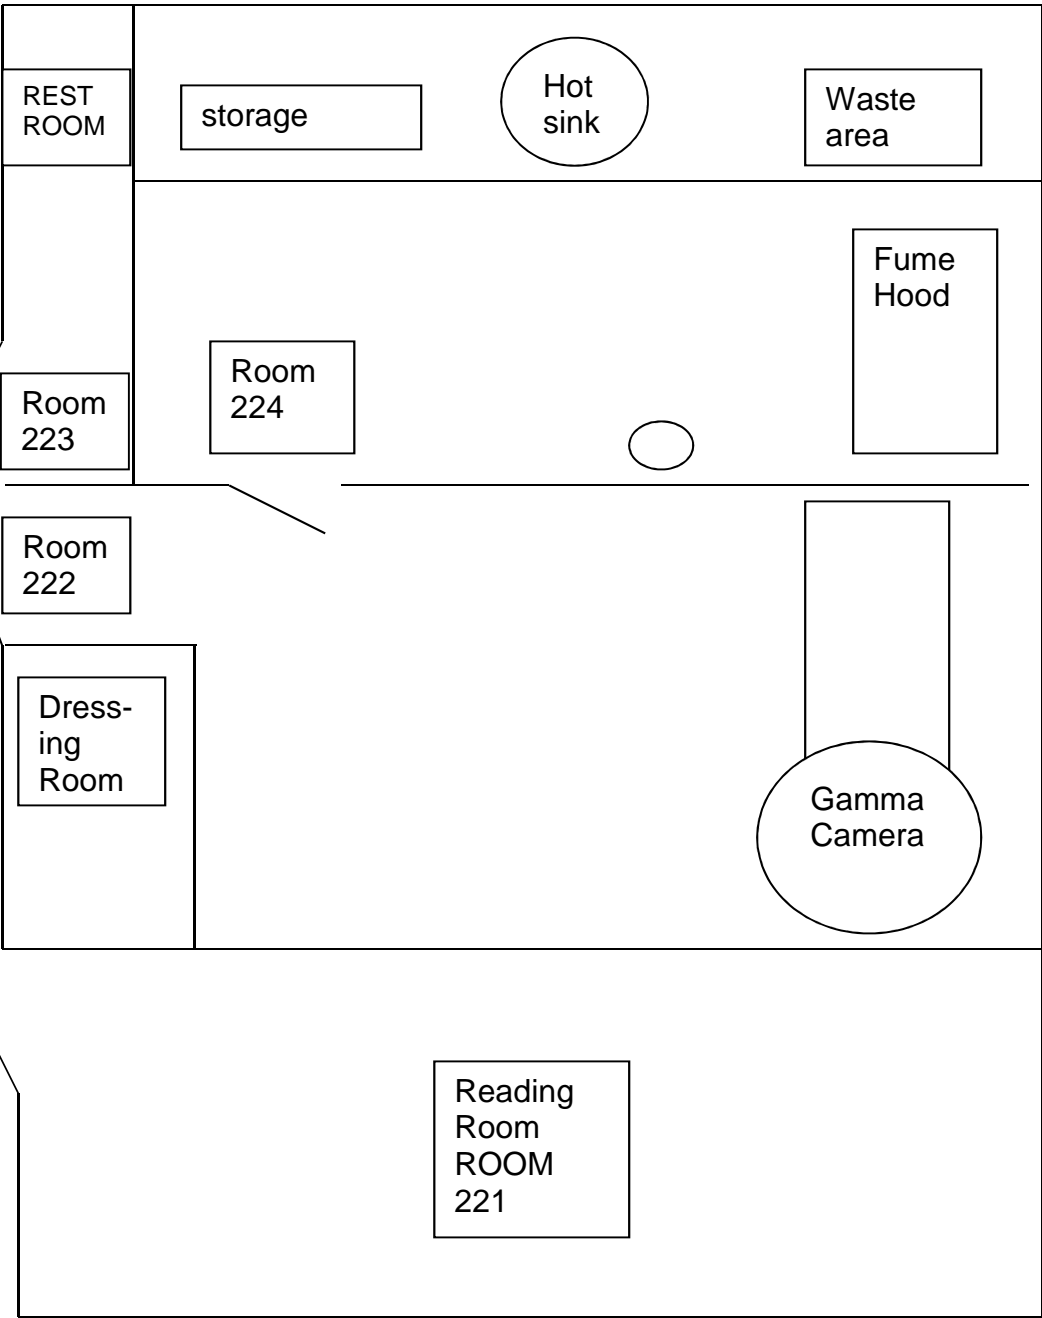 REST
ROOM
storage
Hot
sink
Waste
area
Fume
Hood
Room
224
Room
223
Room
222
Dress-
ing
Room
Gamma
Camera
Reading
Room
ROOM
221